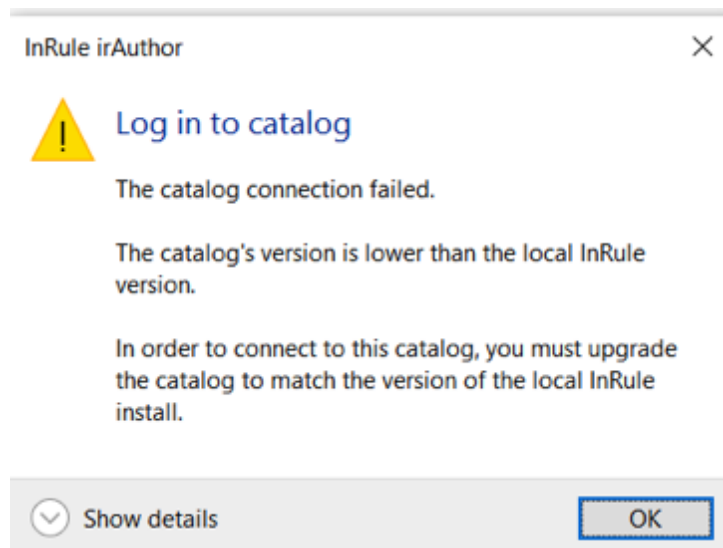 InRule irAuthor
Log in to catalog
The catalog connection failed.
The catalog's version is lower than the local InRule
version.
In order to connect to this catalog, you must upgrade
the catalog to match the version of the local InRule
install.
Show details
OK